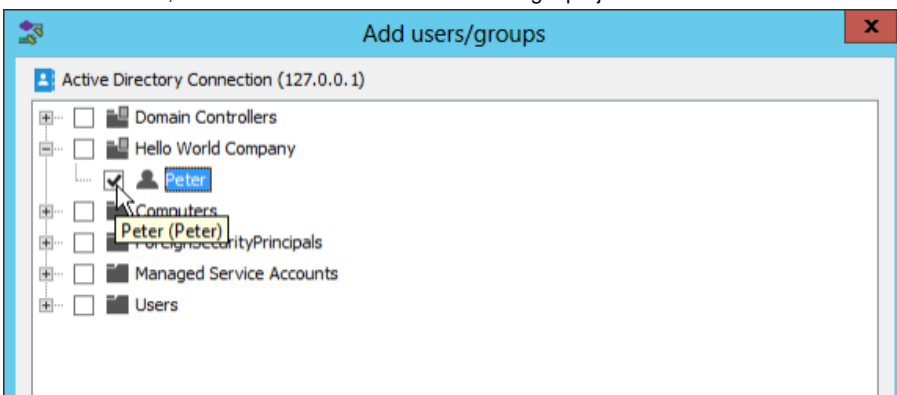 Add users/groups
x
Active Directory Connection (127.0.0.1)
Domain Controllers
Hello World Company
Peter
Computers
Peter (Peter)
ForeignSecurityPrincipals
Managed Service Accounts
Users